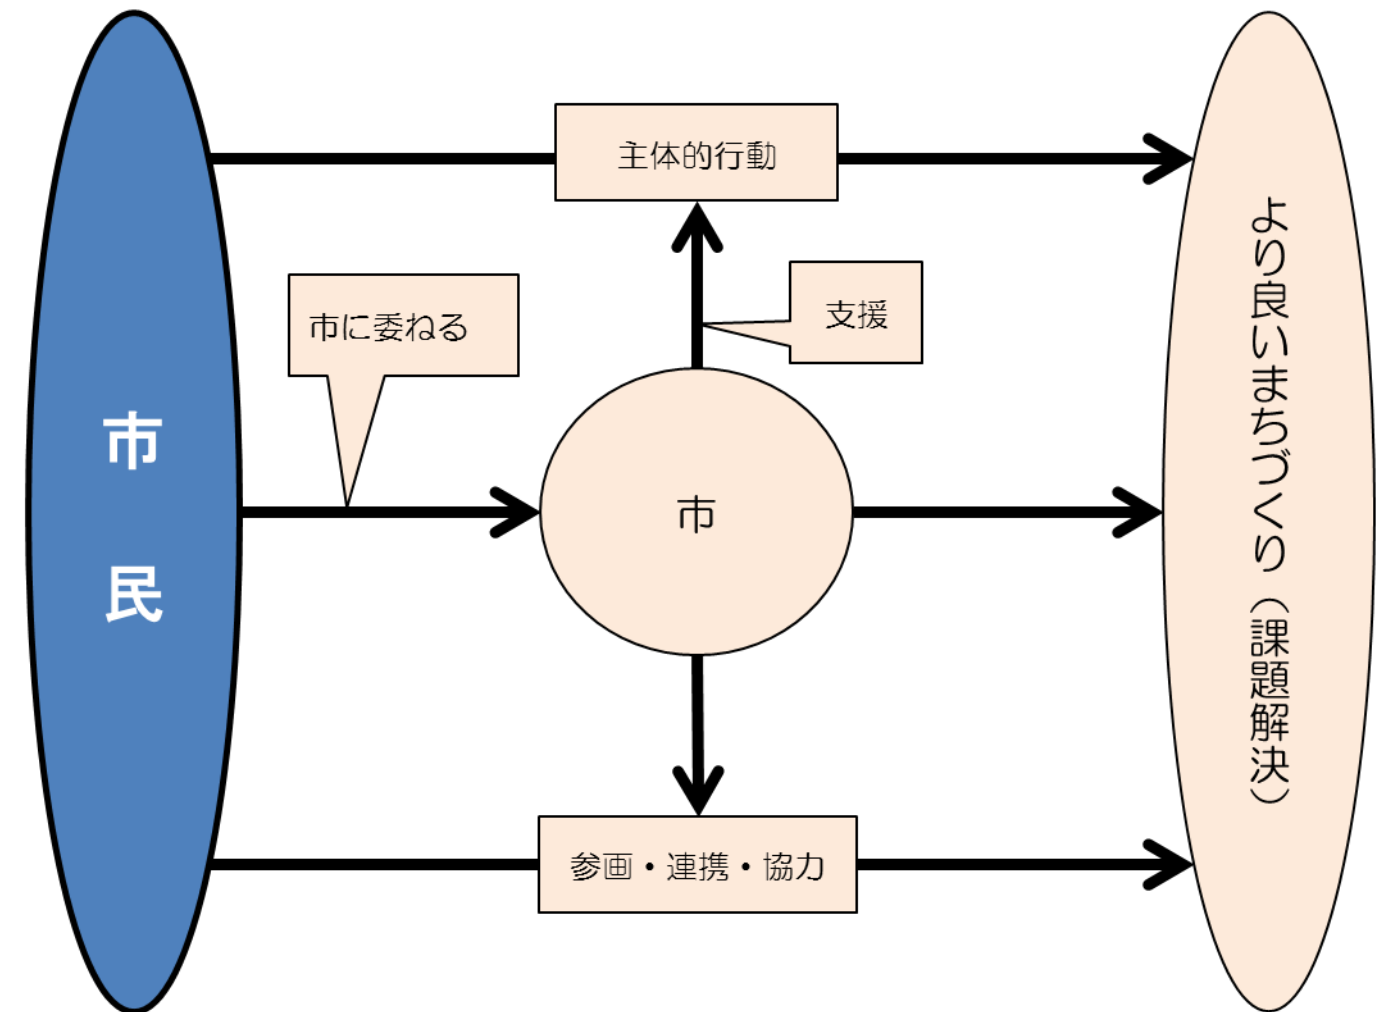 市民
主体的行動
市に委ねる
支援
市
参画・連携・協力
より良いまちづくり（課題解決）